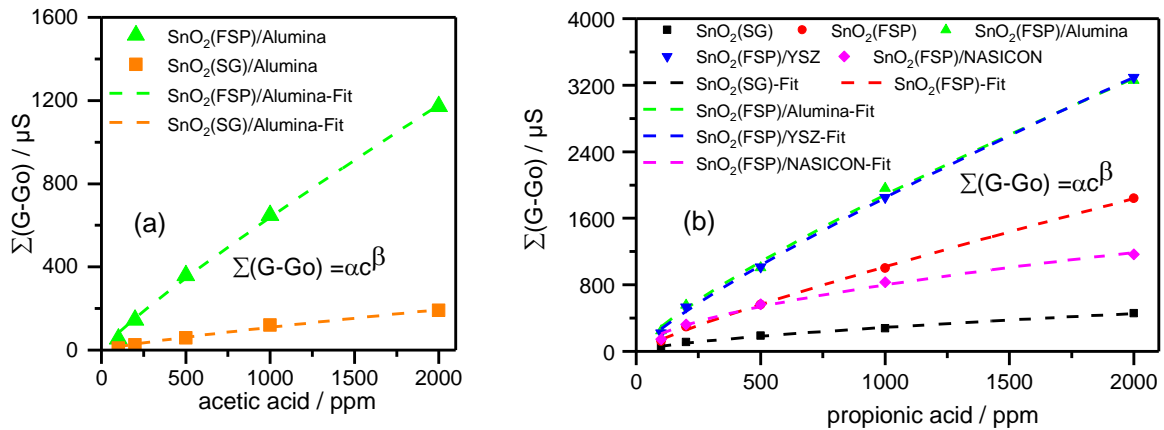 1600
1200
800
400
0
0
500
1000
1500
2000
Σ(G-Go) / µS
acetic acid / ppm
(a)
SnO₂(FSP)/Alumina
SnO₂(SG)/Alumina
SnO₂(FSP)/Alumina-Fit
SnO₂(SG)/Alumina-Fit
Σ(G-Go) =αcᵝ
4000
3200
2400
1600
800
0
0
500
1000
1500
2000
Σ(G-Go) / µS
propionic acid / ppm
(b)
SnO₂(SG) SnO₂(FSP) SnO₂(FSP)/Alumina
SnO₂(FSP)/YSZ SnO₂(FSP)/NASICON
SnO₂(SG)-Fit SnO₂(FSP)-Fit
SnO₂(FSP)/Alumina-Fit
SnO₂(FSP)/YSZ-Fit
SnO₂(FSP)/NASICON-Fit
Σ(G-Go) =αcᵝ